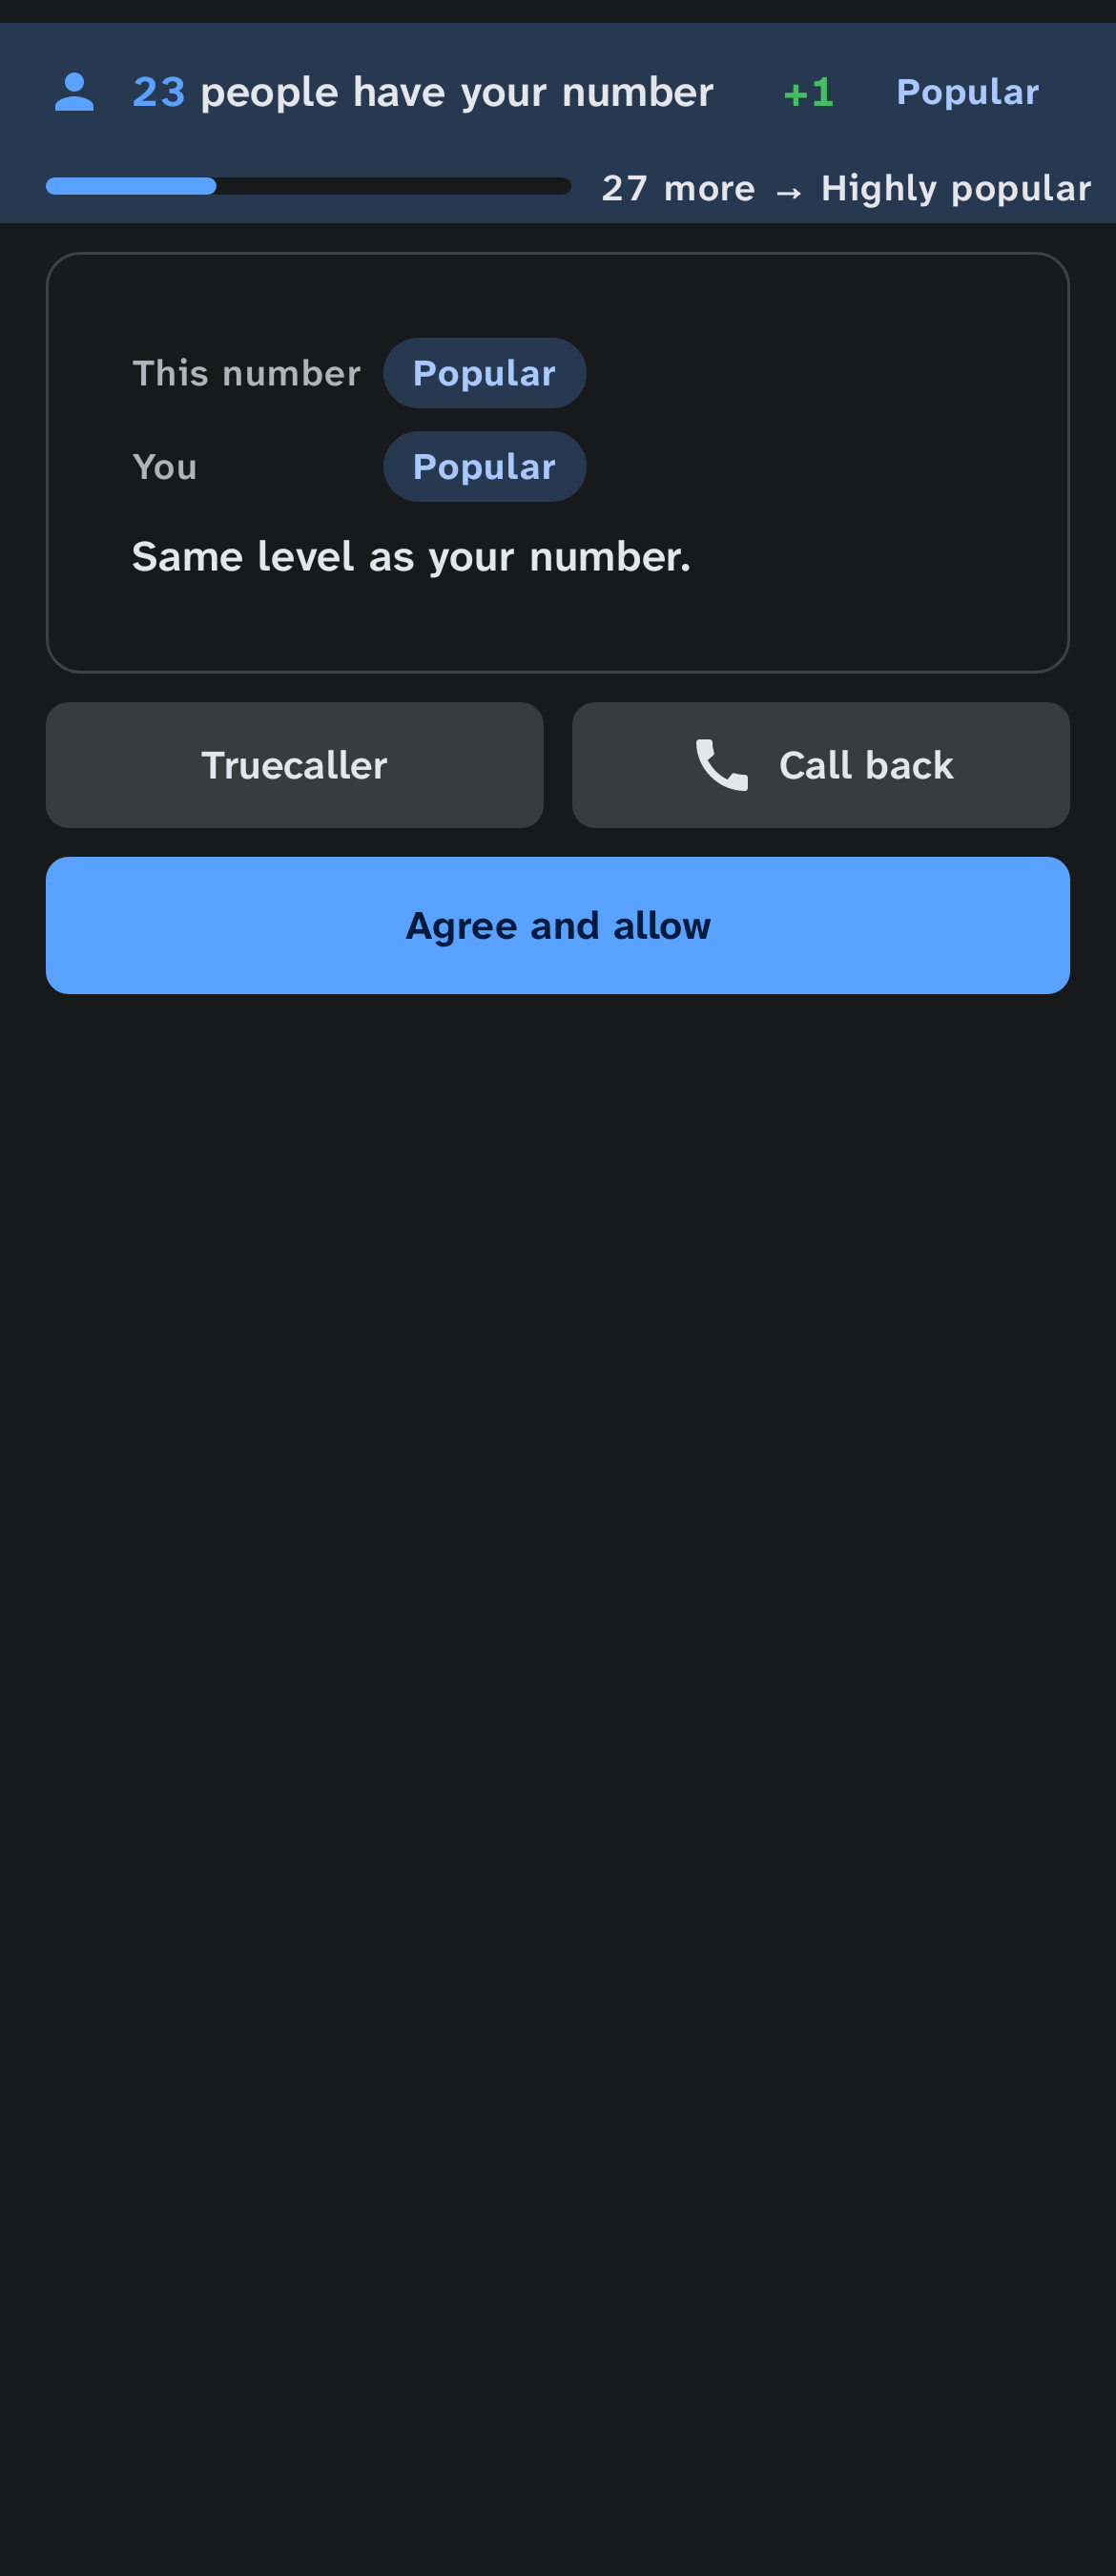 23 people have your number +1 Popular
27 more → Highly popular
This number Popular
You Popular
Same level as your number.
Truecaller Call back
Agree and allow